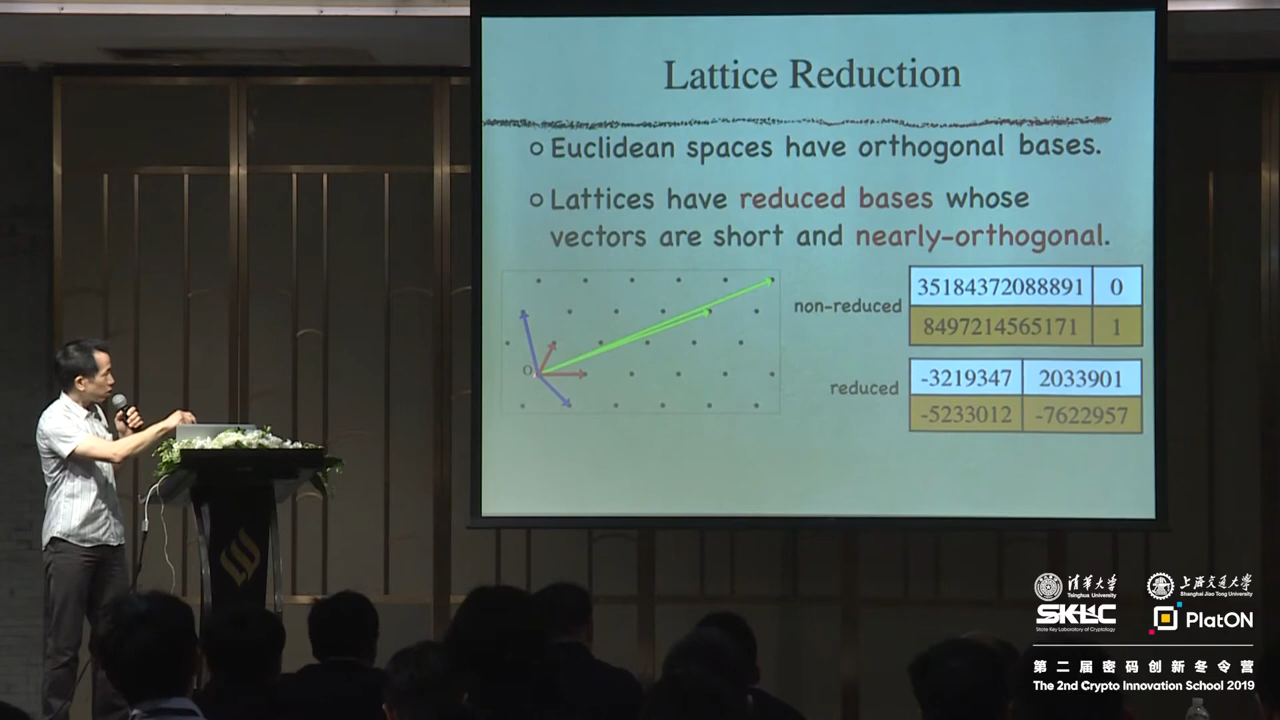 Lattice Reduction
Euclidean spaces have orthogonal bases.
Lattices have reduced bases whose
vectors are short and nearly-orthogonal.
O
non-reduced
35184372088891 0
8497214565171 1
reduced
-3219347 2033901
-5233012 -7622957
清华大学
Tsinghua University
上海交通大学
Shanghai Jiao Tong University
SKLC
State Key Laboratory of Cryptology
PlatON
第二届密码创新冬令营
The 2nd Crypto Innovation School 2019